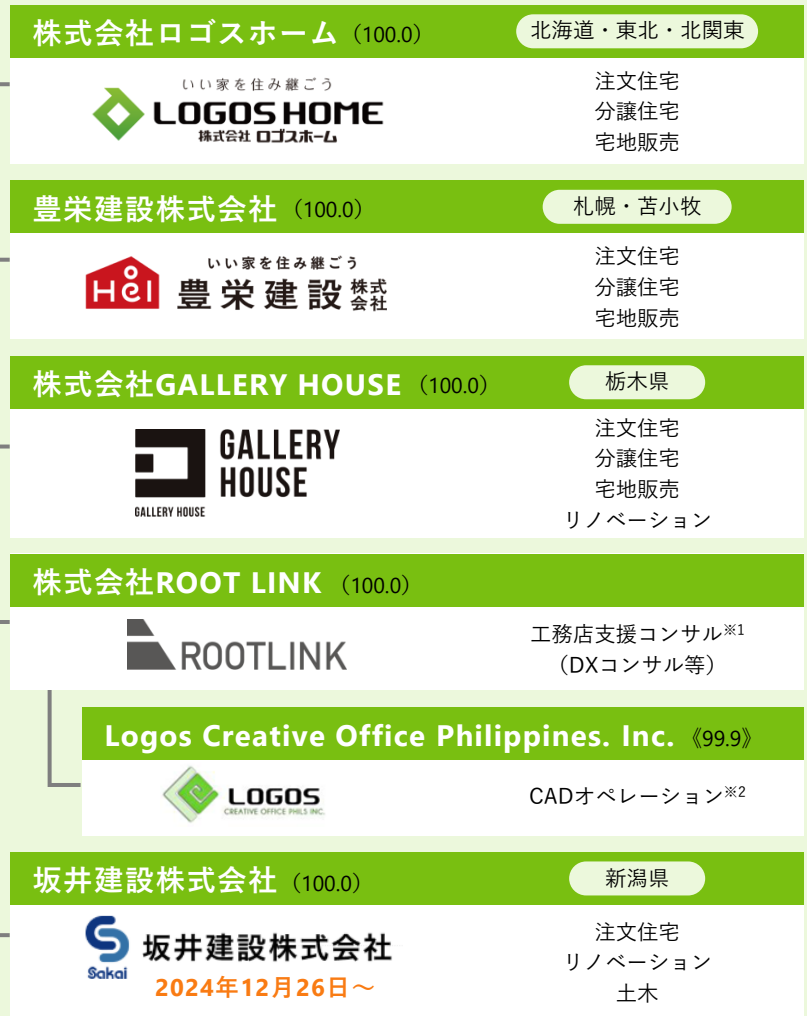 株式会社ロゴスホーム（100.0）
北海道・東北・北関東
いい家を住み継ごう
LOGOS HOME
株式会社 ロゴスホーム
注文住宅
分譲住宅
宅地販売
豊栄建設株式会社（100.0）
札幌・苫小牧
いい家を住み継ごう
HoeI
豊栄建設 株式会社
注文住宅
分譲住宅
宅地販売
株式会社GALLERY HOUSE（100.0）
栃木県
GALLERY
HOUSE
GALLERY HOUSE
注文住宅
分譲住宅
宅地販売
リノベーション
株式会社ROOT LINK（100.0）
ROOTLINK
工務店支援コンサル※1
（DXコンサル等）
Logos Creative Office Philippines. Inc.《99.9》
LOGOS
CREATIVE OFFICE PHILS INC.
CADオペレーション※2
坂井建設株式会社（100.0）
新潟県
Sakai
坂井建設株式会社
2024年12月26日～
注文住宅
リノベーション
土木